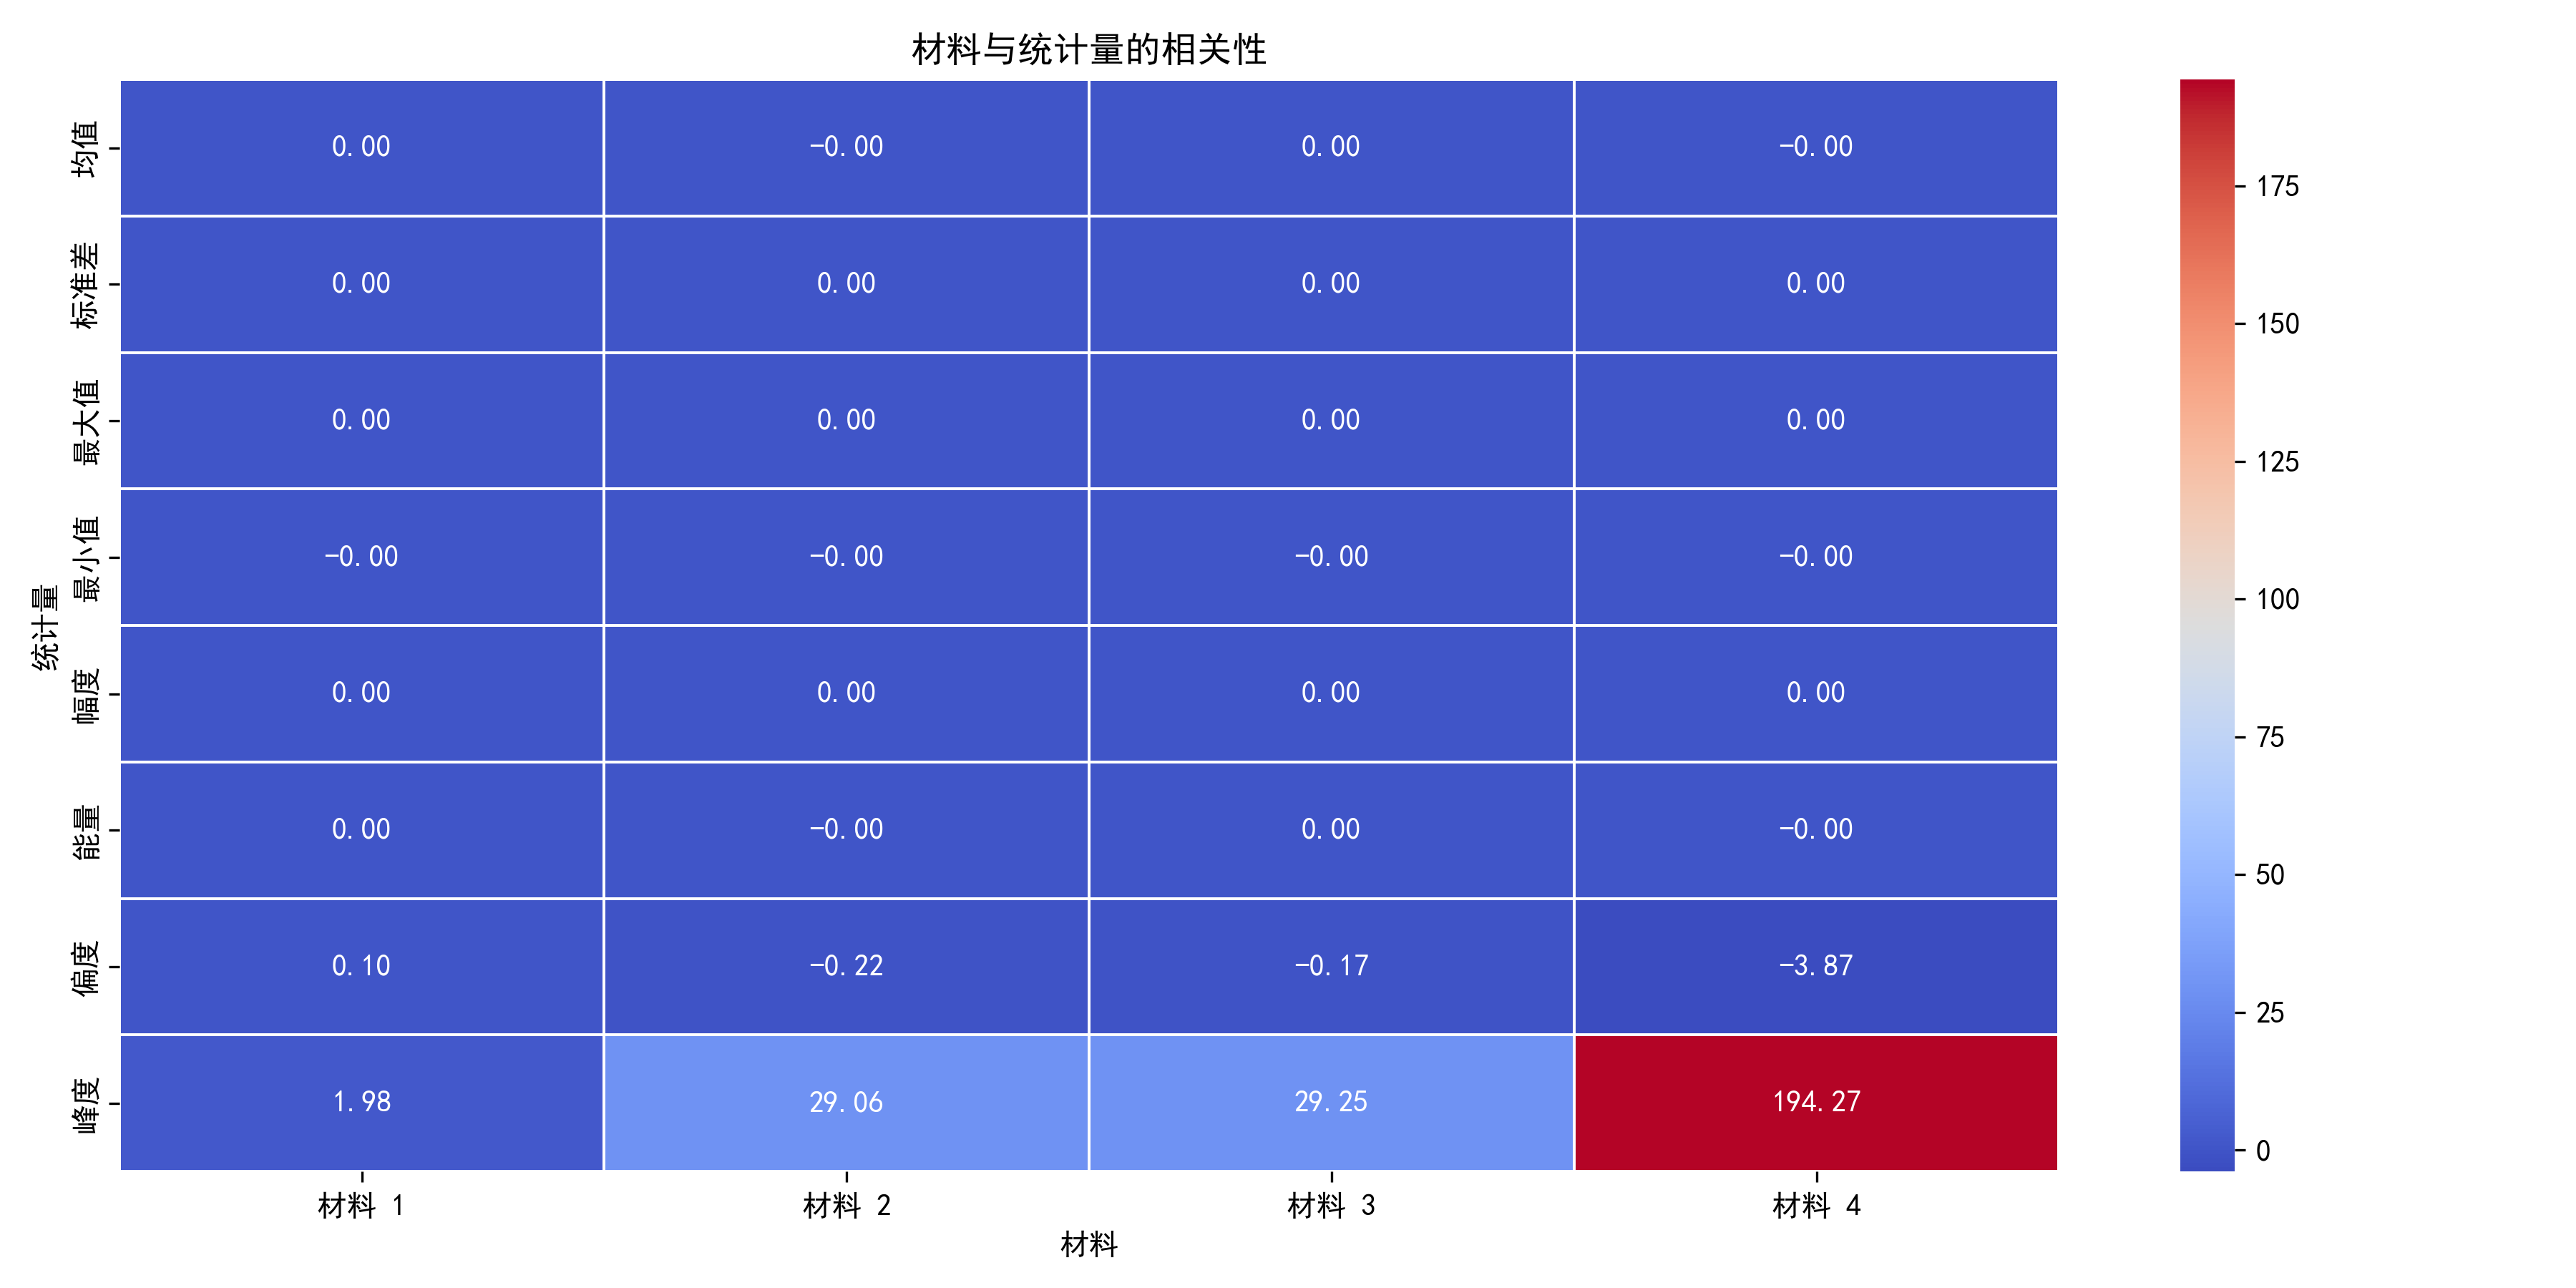 材料与统计量的相关性
统计量
均值 0.00 −0.00 0.00 −0.00
标准差 0.00 0.00 0.00 0.00
最大值 0.00 0.00 0.00 0.00
最小值 −0.00 −0.00 −0.00 −0.00
幅度 0.00 0.00 0.00 0.00
能量 0.00 −0.00 0.00 −0.00
偏度 0.10 −0.22 −0.17 −3.87
峰度 1.98 29.06 29.25 194.27
材料 1 材料 2 材料 3 材料 4
材料
175
150
125
100
75
50
25
0